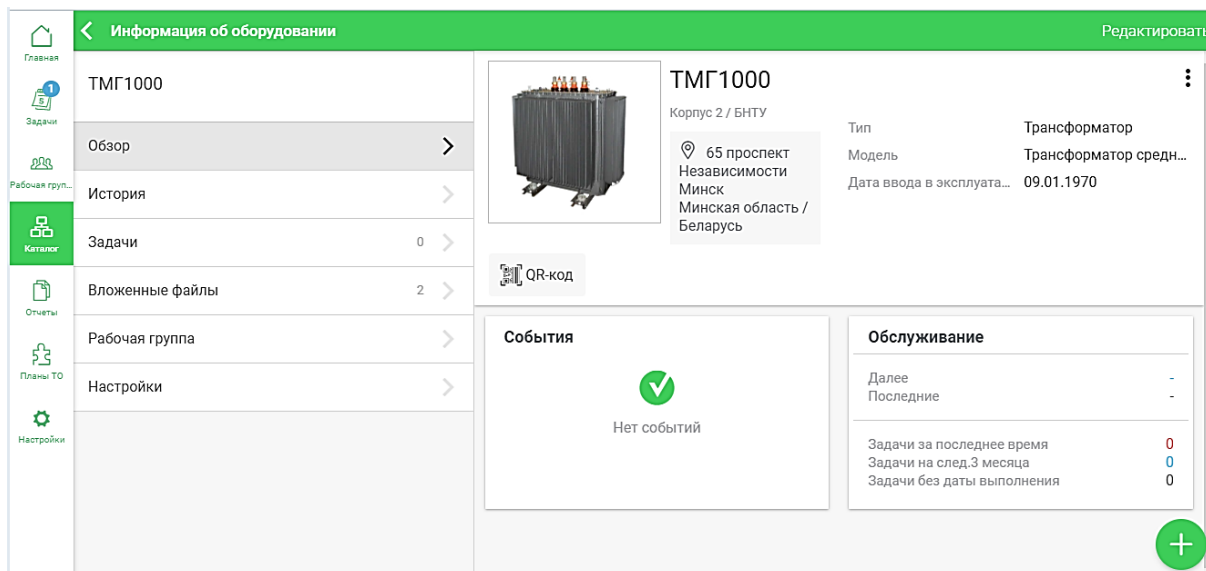 Главная
1
5
Задачи
Рабочая груп...
Каталог
Отчеты
Планы ТО
Настройки
Информация об оборудовании
Редактировать
ТМГ1000
Обзор
История
Задачи 0
Вложенные файлы 2
Рабочая группа
Настройки
ТМГ1000
Корпус 2 / БНТУ
65 проспект
Независимости
Минск
Минская область /
Беларусь
Тип Трансформатор
Модель Трансформатор средн...
Дата ввода в эксплуата... 09.01.1970
QR-код
События
Нет событий
Обслуживание
Далее -
Последние -
Задачи за последнее время 0
Задачи на след.3 месяца 0
Задачи без даты выполнения 0